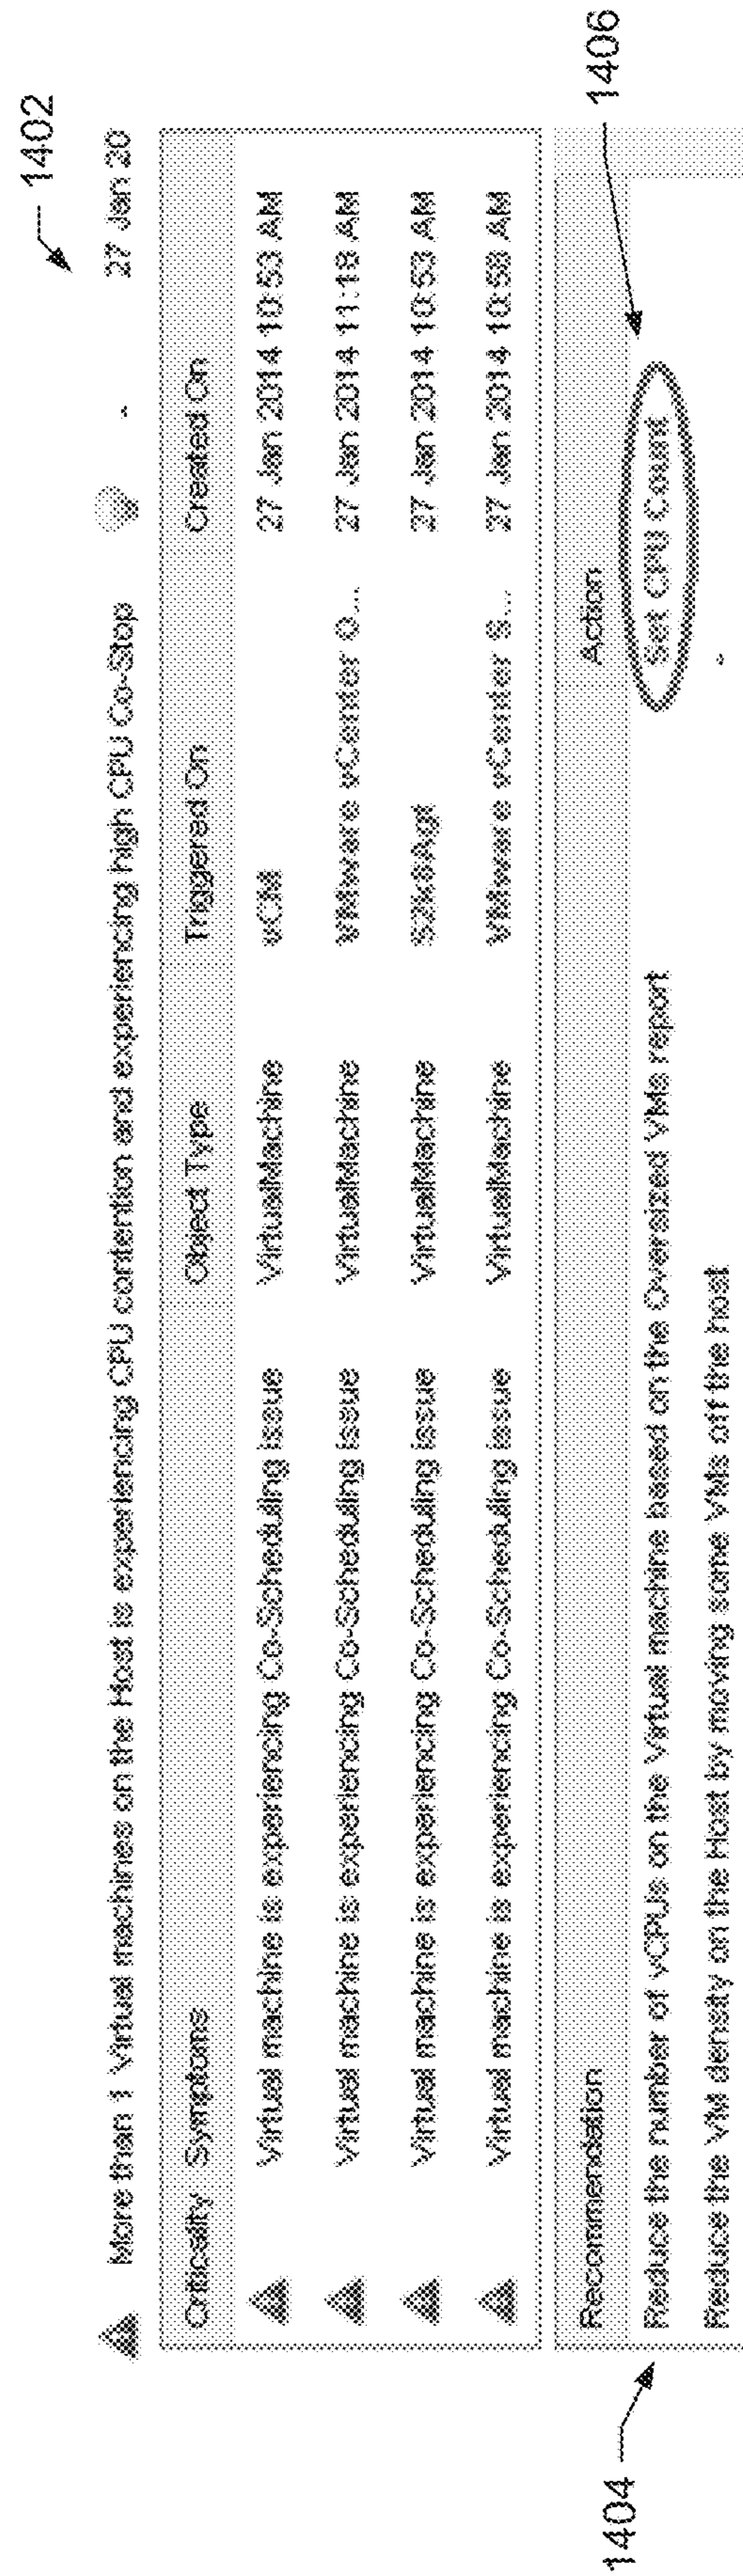 1402
More than 1 Virtual machines on the Host is experiencing CPU contention and experiencing high CPU Co-Stop - 27 Jan 20
Criticality Symptoms Object Type Triggered On Created On
Virtual machine is experiencing Co-Scheduling issue VirtualMachine vCM 27 Jan 2014 10:53 AM
Virtual machine is experiencing Co-Scheduling issue VirtualMachine VMware vCenter O... 27 Jan 2014 11:18 AM
Virtual machine is experiencing Co-Scheduling issue VirtualMachine 27 Jan 2014 10:53 AM
Virtual machine is experiencing Co-Scheduling issue VirtualMachine VMware vCenter S... 27 Jan 2014 10:58 AM
Recommendation Action
1404
Reduce the number of vCPUs on the Virtual machine based on the Oversized VMs report Set CPU Count
1406
Reduce the VM density on the Host by moving some VMs off the host -